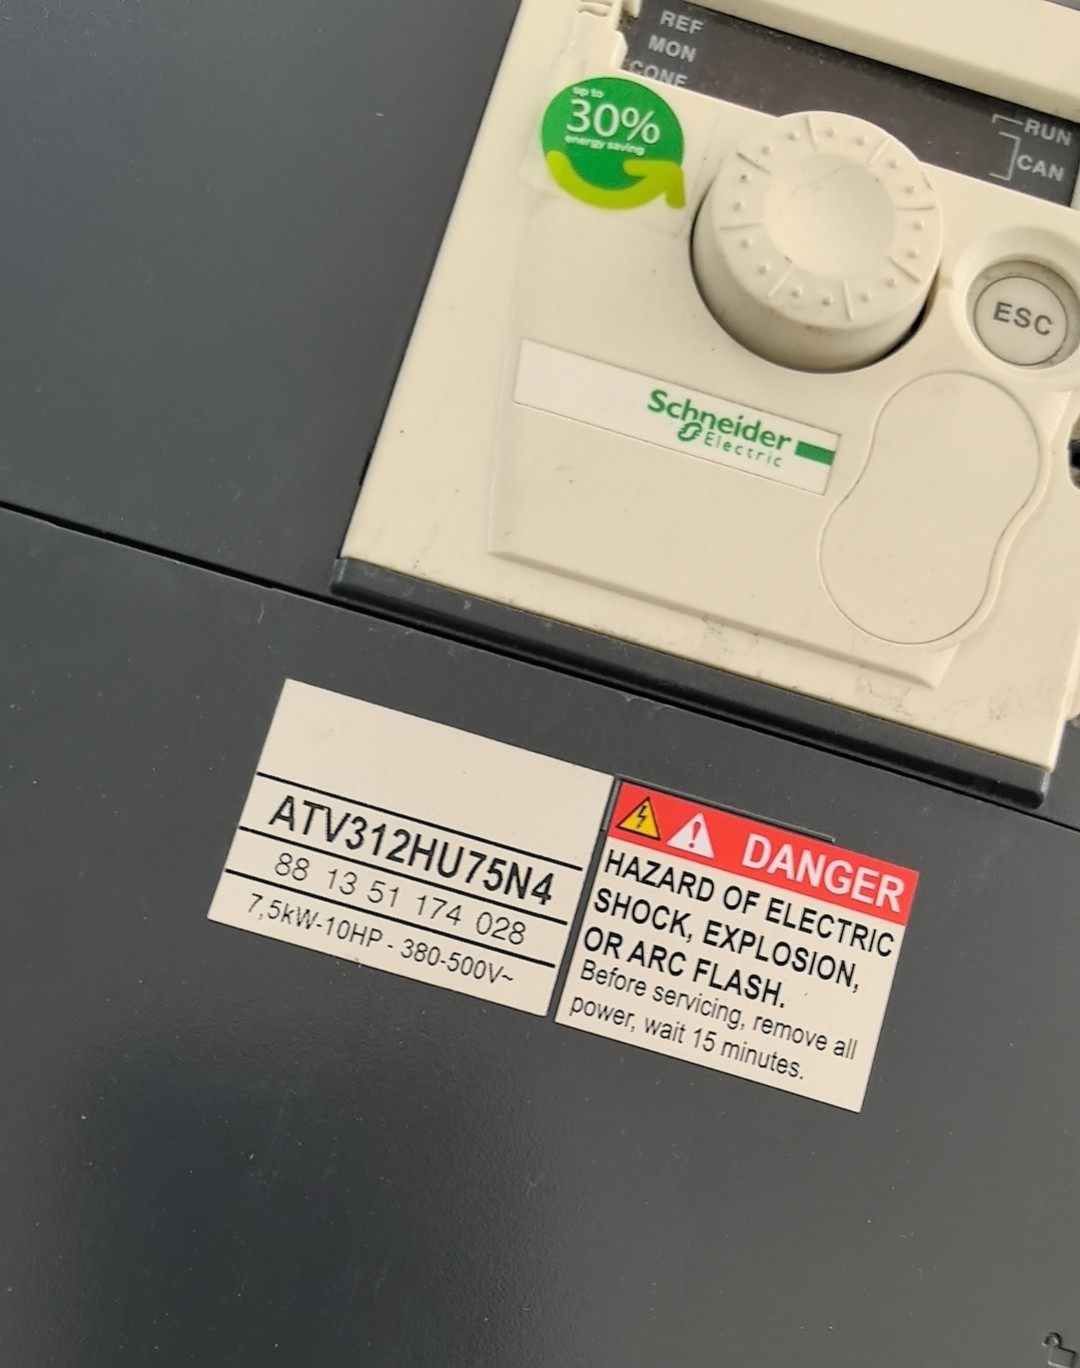 REF
MON
CONF
RUN
CAN
up to
30%
energy saving
ESC
Schneider
Electric
ATV312HU75N4
88 13 51 174 028
7,5kW-10HP - 380-500V~
DANGER
HAZARD OF ELECTRIC
SHOCK, EXPLOSION,
OR ARC FLASH.
Before servicing, remove all
power, wait 15 minutes.